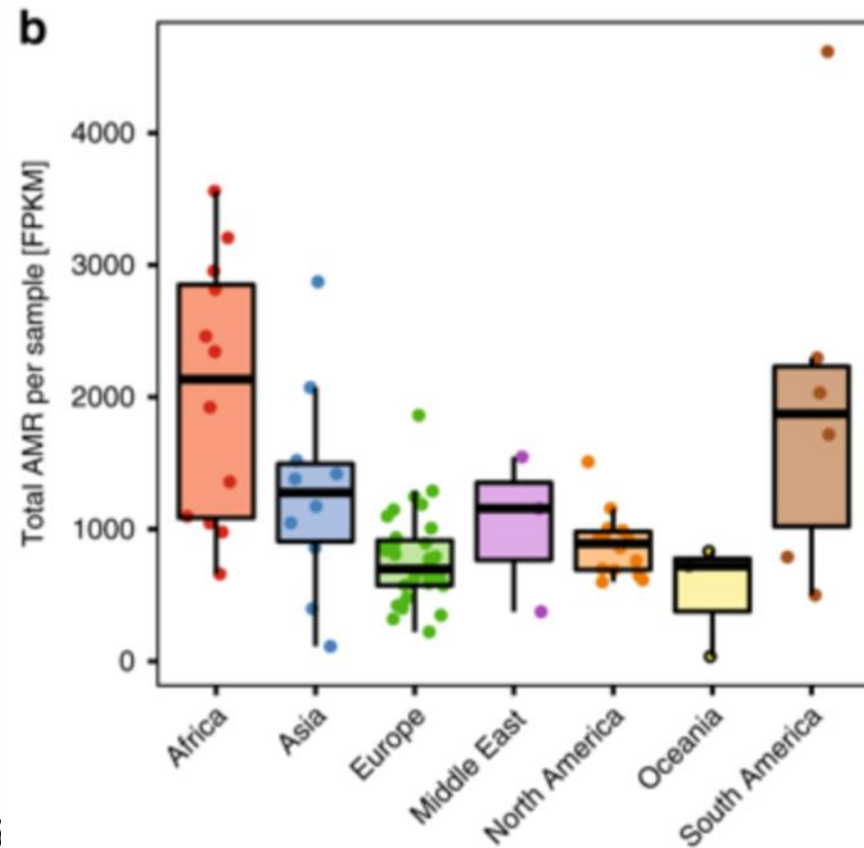 b
Total AMR per sample [FPKM]
4000
3000
2000
1000
0
Africa
Asia
Europe
Middle East
North America
Oceania
South America